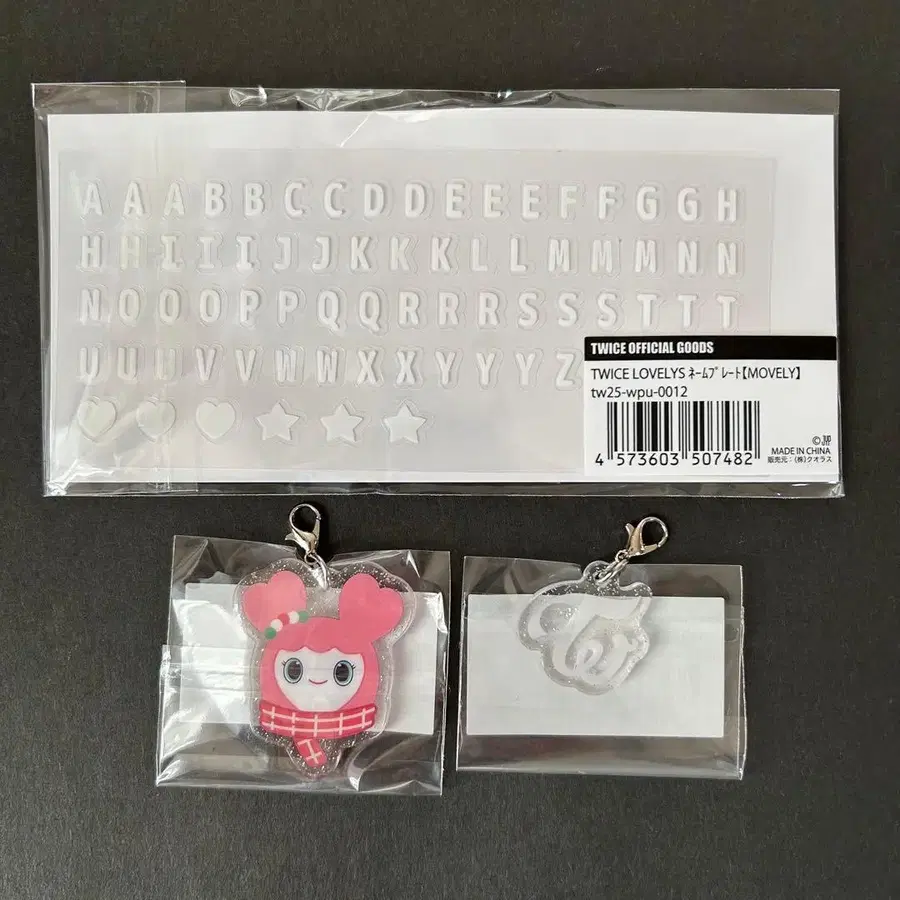 A A A B B C C D D E E E F F G G H
H H I I I J J K K K L L M M M N N
N O O O P P Q Q R R R S S S T T T
U U U V V W W X X Y Y Y Z
TWICE OFFICIAL GOODS
TWICE LOVELYS ﾈｰﾑﾌﾟﾚｰﾄ【MOVELY】
tw25-wpu-0012
4 573603 507482
©
MADE IN CHINA
販売元：（株）クオラス